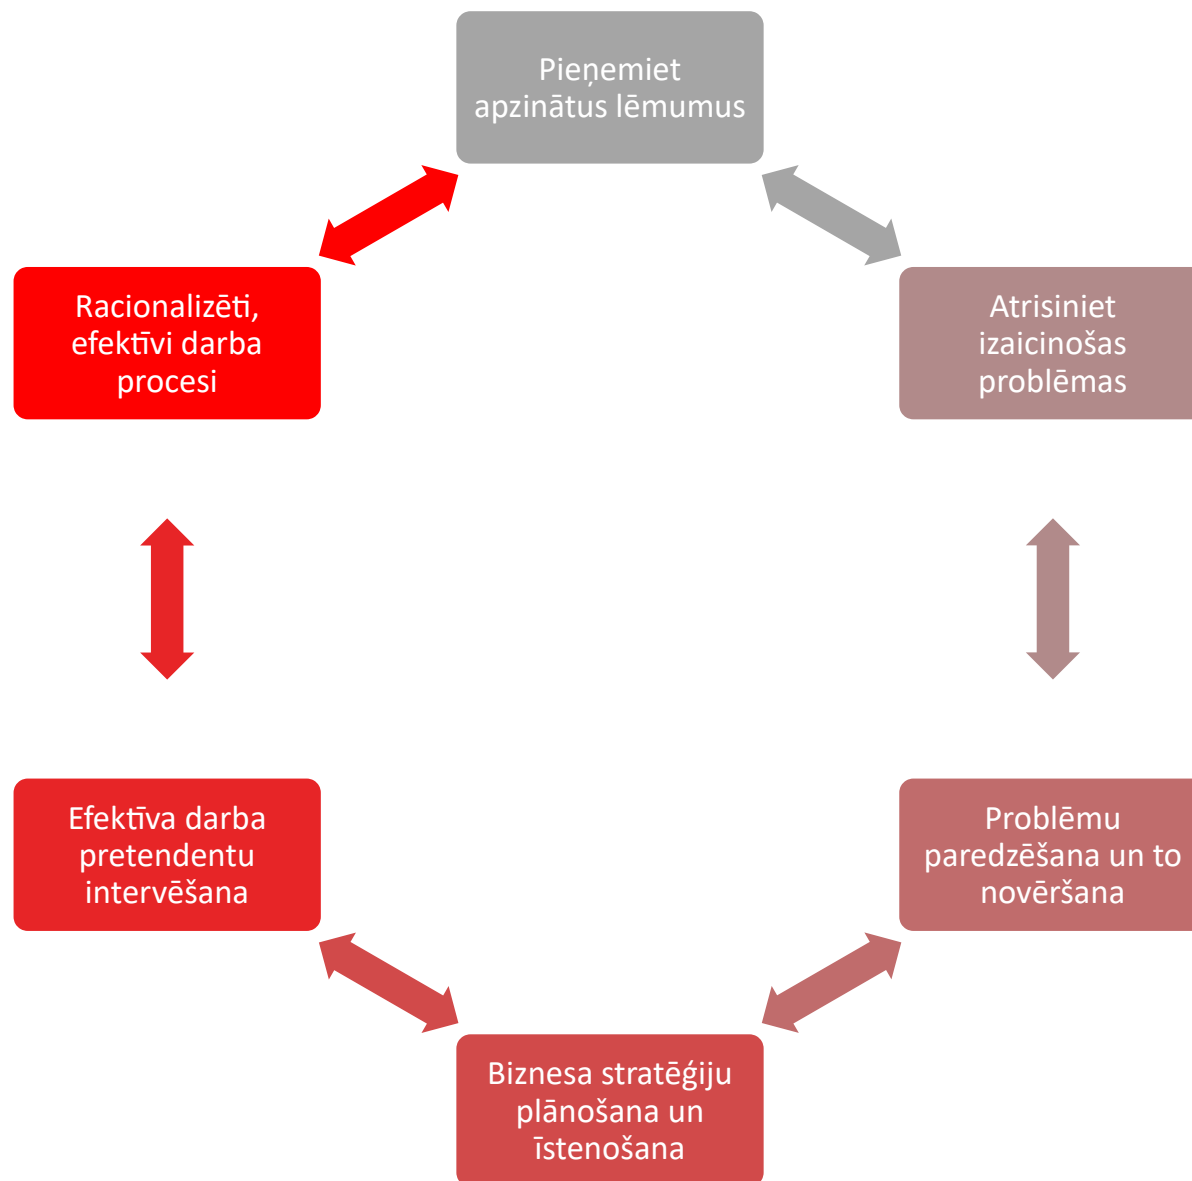 Pieņemiet
apzinātus lēmumus
Atrisiniet
izaicinošas
problēmas
Problēmu
paredzēšana un to
novēršana
Biznesa stratēģiju
plānošana un
īstenošana
Efektīva darba
pretendentu
intervēšana
Racionalizēti,
efektīvi darba
procesi